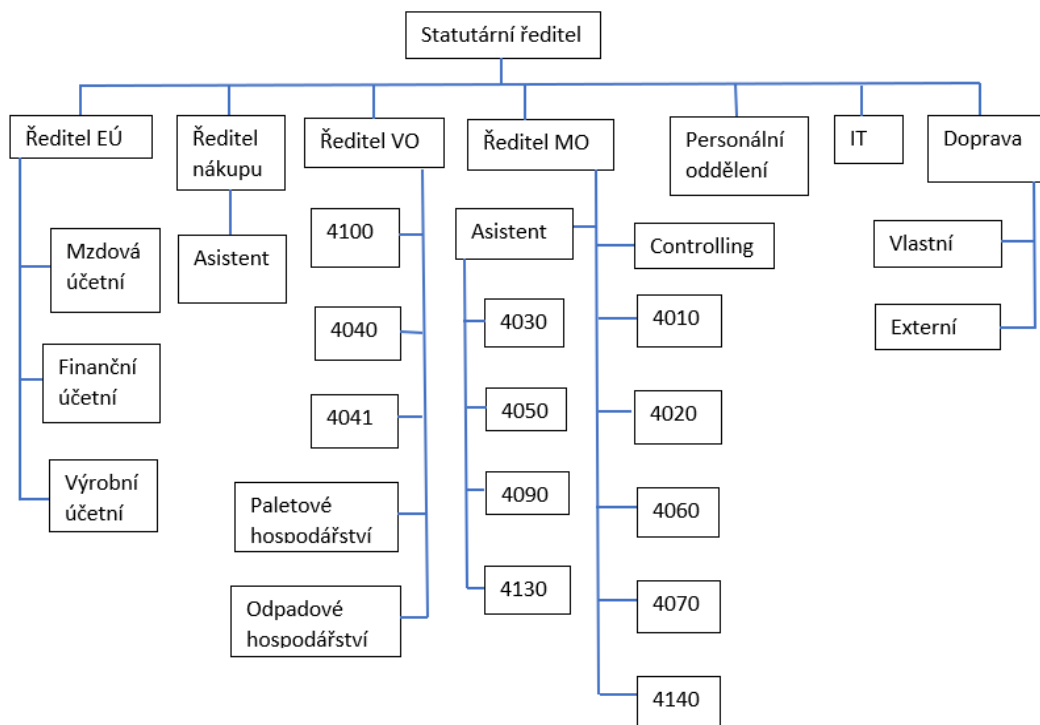 Statutární ředitel
Ředitel EÚ
Ředitel
nákupu
Ředitel VO
Ředitel MO
Personální
oddělení
IT
Doprava
Mzdová
účetní
Finanční
účetní
Výrobní
účetní
Asistent
4100
4040
4041
Paletové
hospodářství
Odpadové
hospodářství
Asistent
4030
4050
4090
4130
Controlling
4010
4020
4060
4070
4140
Vlastní
Externí